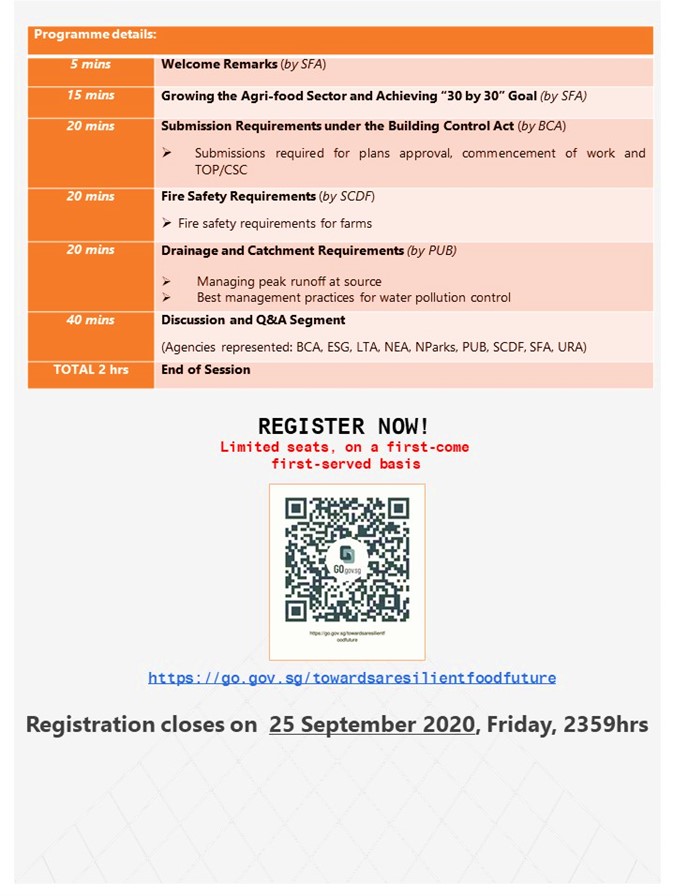 Programme details:
5 mins
Welcome Remarks (by SFA)
15 mins
Growing the Agri-food Sector and Achieving “30 by 30” Goal (by SFA)
20 mins
Submission Requirements under the Building Control Act (by BCA)
➢ Submissions required for plans approval, commencement of work and
TOP/CSC
20 mins
Fire Safety Requirements (by SCDF)
➢ Fire safety requirements for farms
20 mins
Drainage and Catchment Requirements (by PUB)
➢ Managing peak runoff at source
➢ Best management practices for water pollution control
40 mins
Discussion and Q&A Segment
(Agencies represented: BCA, ESG, LTA, NEA, NParks, PUB, SCDF, SFA, URA)
TOTAL 2 hrs
End of Session
REGISTER NOW!
Limited seats, on a first-come
first-served basis
GO gov.sg
https://go.gov.sg/towardsaresilientf
oodfuture
https://go.gov.sg/towardsaresilientfoodfuture
Registration closes on 25 September 2020, Friday, 2359hrs